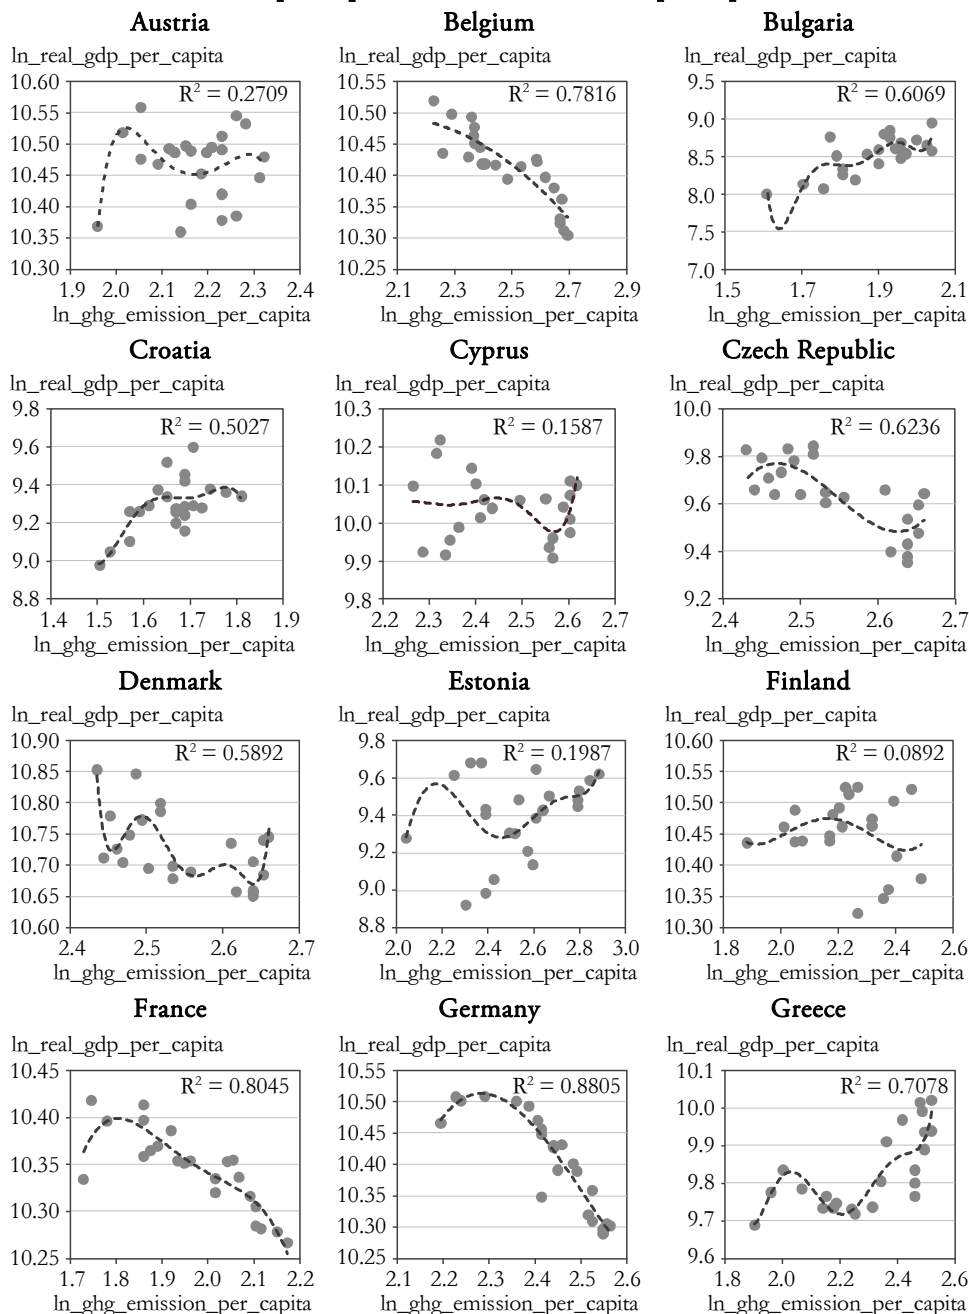 Austria Belgium Bulgaria
ln_real_gdp_per_capita ln_real_gdp_per_capita ln_real_gdp_per_capita
10.60 R² = 0.2709 10.55 R² = 0.7816 9.5 R² = 0.6069
10.55 10.50 9.0
10.50 10.45 8.5
10.45 10.40 8.0
10.40 10.35 7.5
10.35 10.30 7.0
10.30 10.25
1.9 2.0 2.1 2.2 2.3 2.4 2.1 2.3 2.5 2.7 2.9 1.5 1.7 1.9 2.1
ln_ghg_emission_per_capita ln_ghg_emission_per_capita ln_ghg_emission_per_capita
Croatia Cyprus Czech Republic
ln_real_gdp_per_capita ln_real_gdp_per_capita ln_real_gdp_per_capita
9.8 R² = 0.5027 10.3 R² = 0.1587 10.0 R² = 0.6236
9.6 10.2 9.8
9.4 10.1 9.6
9.2 10.0 9.4
9.0 9.9 9.2
8.8 9.8
1.4 1.5 1.6 1.7 1.8 1.9 2.2 2.3 2.4 2.5 2.6 2.7 2.4 2.5 2.6 2.7
ln_ghg_emission_per_capita ln_ghg_emission_per_capita ln_ghg_emission_per_capita
Denmark Estonia Finland
ln_real_gdp_per_capita ln_real_gdp_per_capita ln_real_gdp_per_capita
10.90 R² = 0.5892 9.8 R² = 0.1987 10.60 R² = 0.0892
10.85 9.6 10.55
10.80 9.4 10.50
10.75 9.2 10.45
10.70 9.0 10.40
10.65 8.8 10.35
10.60 10.30
2.4 2.5 2.6 2.7 2.0 2.2 2.4 2.6 2.8 3.0 1.8 2.0 2.2 2.4 2.6
ln_ghg_emission_per_capita ln_ghg_emission_per_capita ln_ghg_emission_per_capita
France Germany Greece
ln_real_gdp_per_capita ln_real_gdp_per_capita ln_real_gdp_per_capita
10.45 R² = 0.8045 10.55 R² = 0.8805 10.1 R² = 0.7078
10.40 10.50 10.0
10.35 10.45 9.9
10.30 10.40 9.8
10.25 10.35 9.7
10.30 9.6
10.25
1.7 1.8 1.9 2.0 2.1 2.2 2.1 2.2 2.3 2.4 2.5 2.6 1.8 2.0 2.2 2.4 2.6
ln_ghg_emission_per_capita ln_ghg_emission_per_capita ln_ghg_emission_per_capita